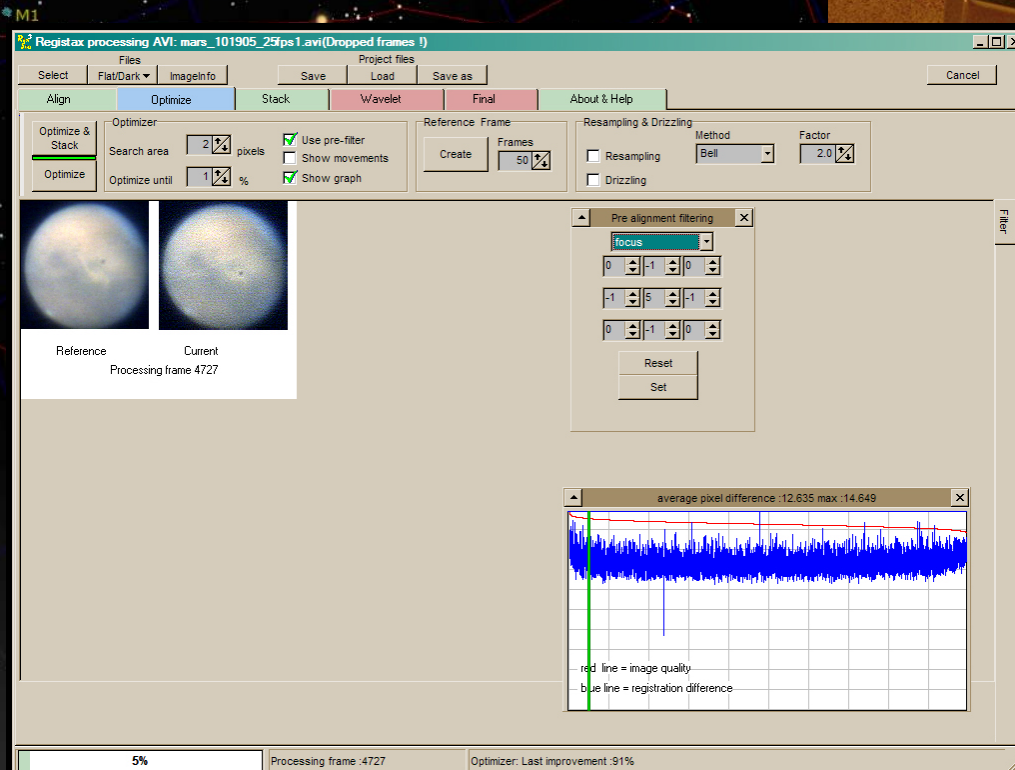 M1
Registax processing AVI: mars_101905_25fps1.avi(Dropped frames !)
Files
Project files
Select Flat/Dark ImageInfo Save Load Save as Cancel
Align Optimize Stack Wavelet Final About & Help
Optimizer Reference Frame Resampling & Drizzling
Optimize & Stack
Optimize
Search area 2 pixels
Optimize until 1 %
Use pre-filter
Show movements
Show graph
Create
Frames
50
Resampling
Drizzling
Method
Bell
Factor
2.0
Filter
Reference Current
Processing frame 4727
Pre alignment filtering
focus
0 -1 0
-1 5 -1
0 -1 0
Reset
Set
average pixel difference :12.635 max :14.649
red line = image quality
blue line = registration difference
5% Processing frame :4727 Optimizer: Last improvement :91%